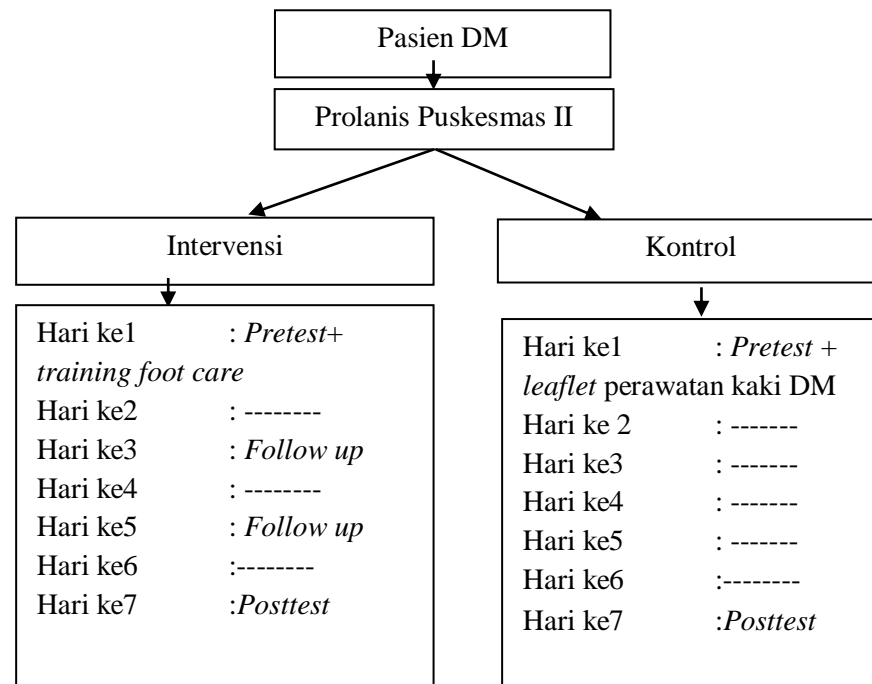 Pasien DM
Prolanis Puskesmas II
Intervensi
Kontrol
Hari ke1 : Pretest+
training foot care
Hari ke2 : --------
Hari ke3 : Follow up
Hari ke4 : --------
Hari ke5 : Follow up
Hari ke6 :--------
Hari ke7 :Posttest
Hari ke1 : Pretest +
leaflet perawatan kaki DM
Hari ke 2 : -------
Hari ke3 : -------
Hari ke4 : -------
Hari ke5 : -------
Hari ke6 :--------
Hari ke7 :Posttest